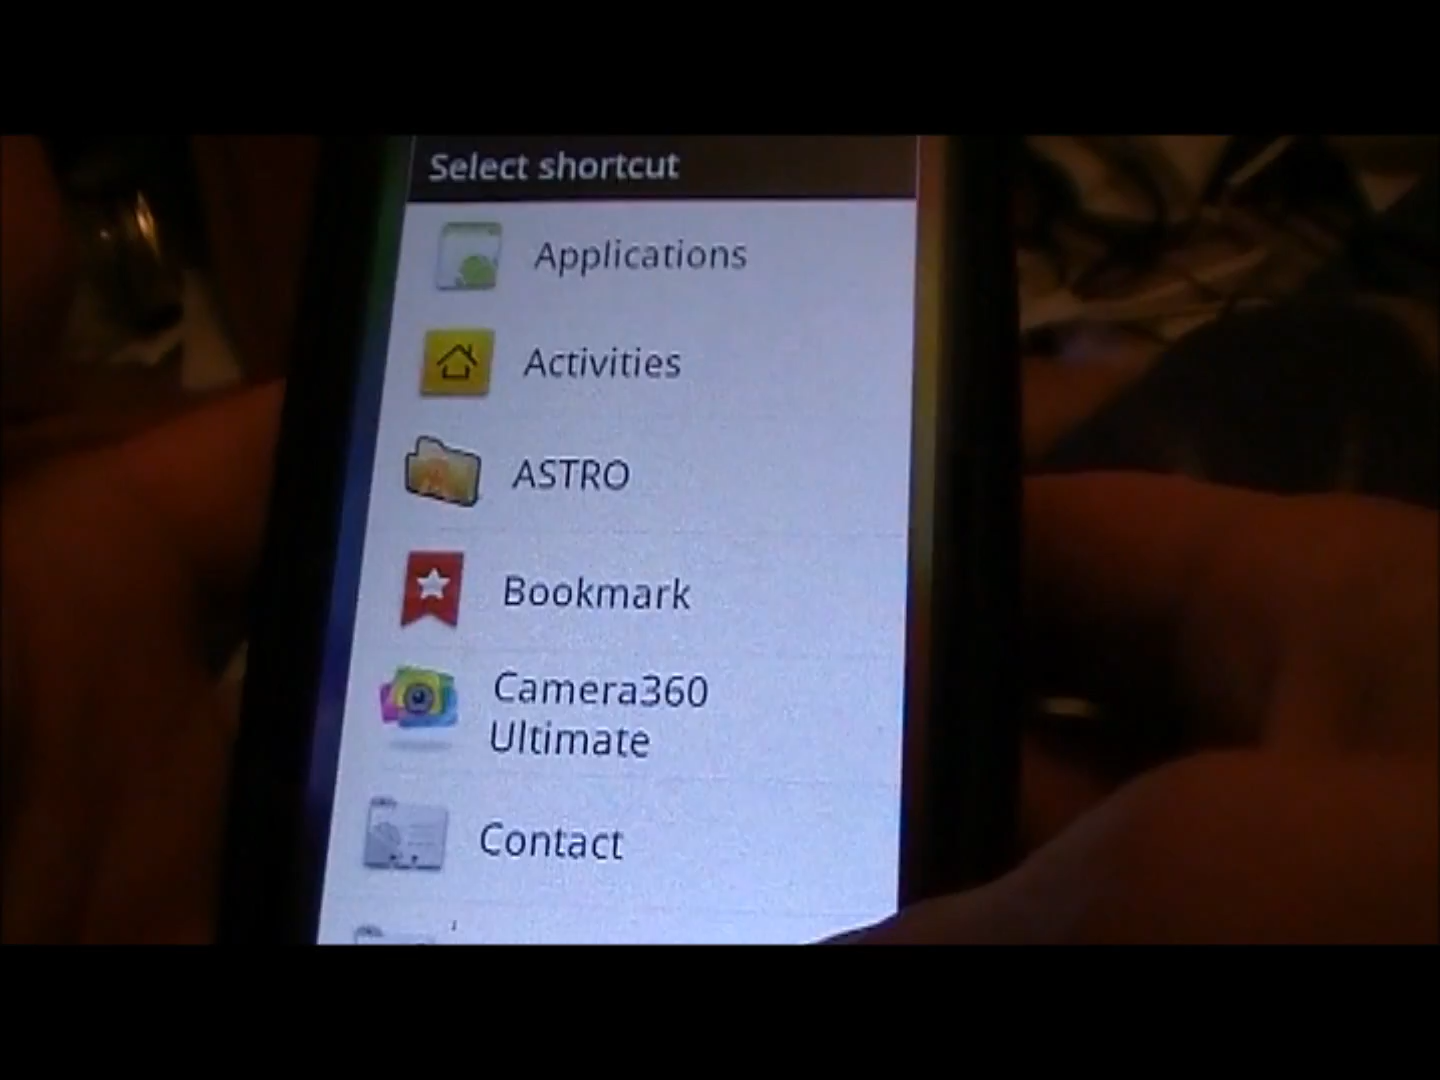 Select shortcut
Applications
Activities
ASTRO
Bookmark
Camera360
Ultimate
Contact